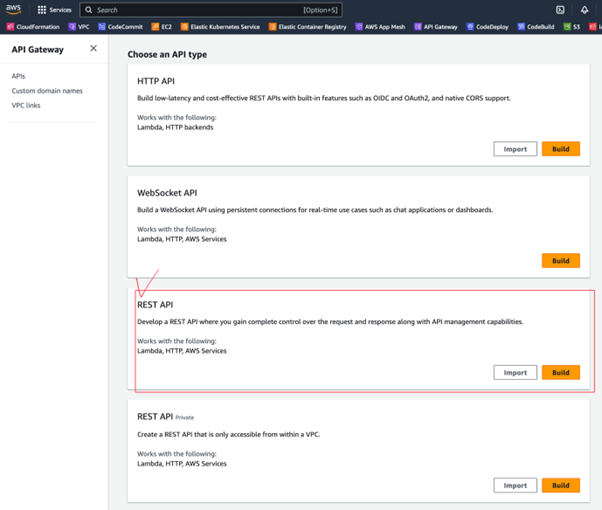 aws Services Search [Option+S]
CloudFormation VPC CodeCommit EC2 Elastic Kubernetes Service Elastic Container Registry AWS App Mesh API Gateway CodeDeploy CodeBuild S3
API Gateway
APIs
Custom domain names
VPC links
Choose an API type
HTTP API
Build low-latency and cost-effective REST APIs with built-in features such as OIDC and OAuth2, and native CORS support.
Works with the following:
Lambda, HTTP backends
Import Build
WebSocket API
Build a WebSocket API using persistent connections for real-time use cases such as chat applications or dashboards.
Works with the following:
Lambda, HTTP, AWS Services
Build
REST API
Develop a REST API where you gain complete control over the request and response along with API management capabilities.
Works with the following:
Lambda, HTTP, AWS Services
Import Build
REST API Private
Create a REST API that is only accessible from within a VPC.
Works with the following:
Lambda, HTTP, AWS Services
Import Build